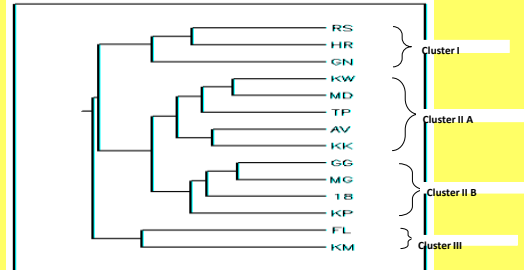 RS
HR
GN
Cluster I
KW
MD
TP
AV
KK
Cluster II A
GG
MG
18
KP
Cluster II B
FL
KM
Cluster III